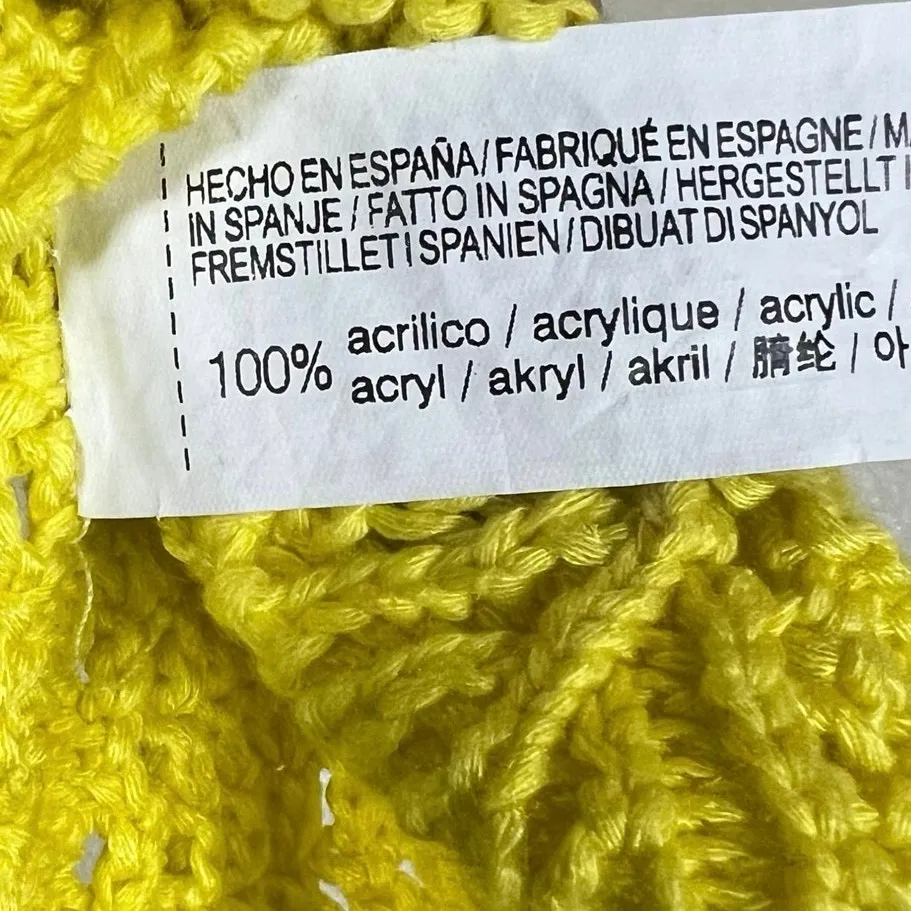 HECHO EN ESPAÑA / FABRIQUÉ EN ESPAGNE /
IN SPANJE / FATTO IN SPAGNA / HERGESTELLT
FREMSTILLET I SPANIEN / DIBUAT DI SPANYOL
100% acrilico / acrylique / acrylic /
acryl / akryl / akril / 腈纶 / 아